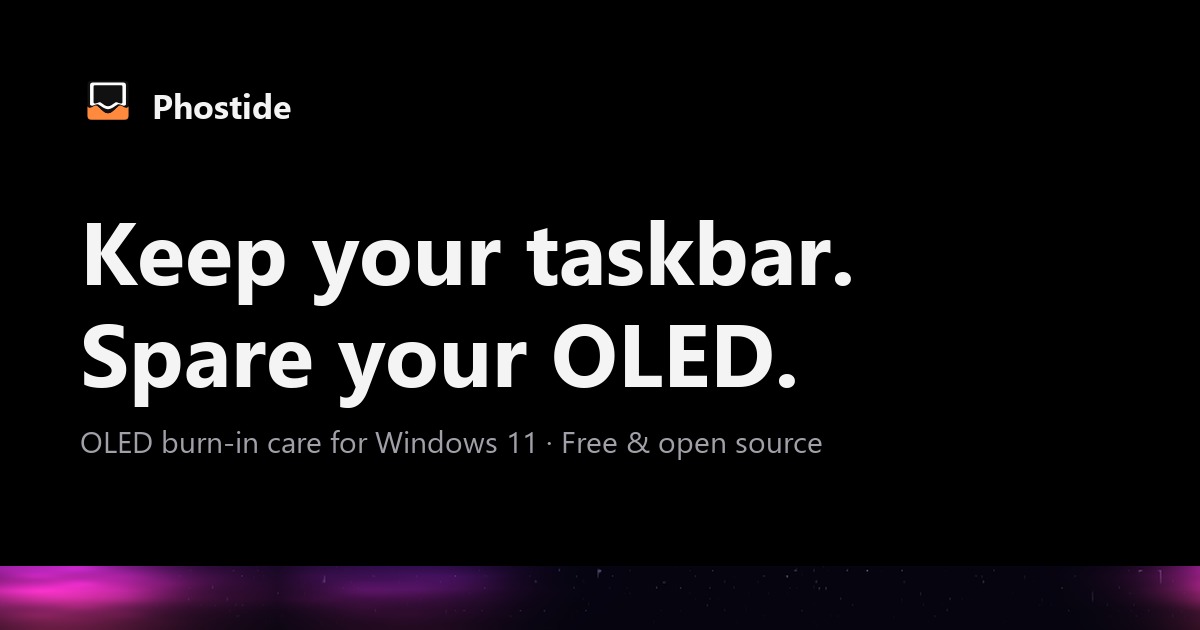 Phostide
Keep your taskbar.
Spare your OLED.
OLED burn-in care for Windows 11 · Free & open source